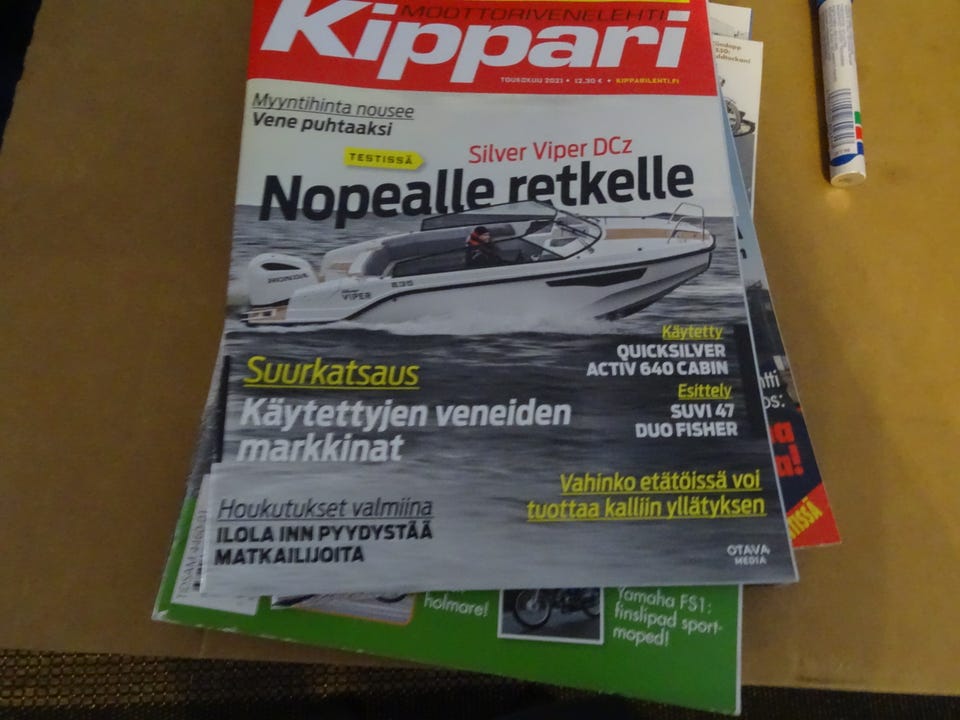 MOOTTORIVENELEHTI
Kippari
TOUKOKUU 2021 • 12,30 € • KIPPARILEHTI.FI
Myyntihinta nousee
Vene puhtaaksi
TESTISSÄ
Silver Viper DCz
Nopealle retkelle
HONDA
VIPER
Käytetty
QUICKSILVER
ACTIV 640 CABIN
Esittely
SUVI 47
DUO FISHER
Suurkatsaus
Käytettyjen veneiden
markkinat
Vahinko etätöissä voi
tuottaa kalliin yllätyksen
Houkutukset valmiina
ILOLA INN PYYDYSTÄÄ
MATKAILIJOITA
OTAVA
MEDIA
holmare!
Yamaha FS1:
finslipad sport-
moped!